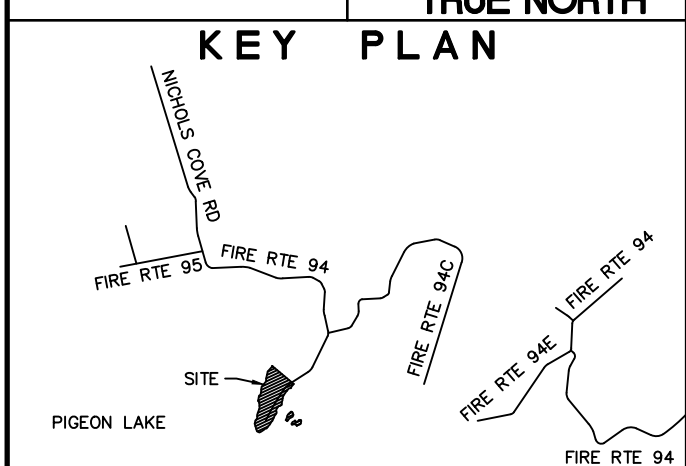 TRUE NORTH
KEY PLAN
NICHOLS COVE RD
FIRE RTE 95
FIRE RTE 94
FIRE RTE 94C
FIRE RTE 94
FIRE RTE 94E
SITE
PIGEON LAKE
FIRE RTE 94